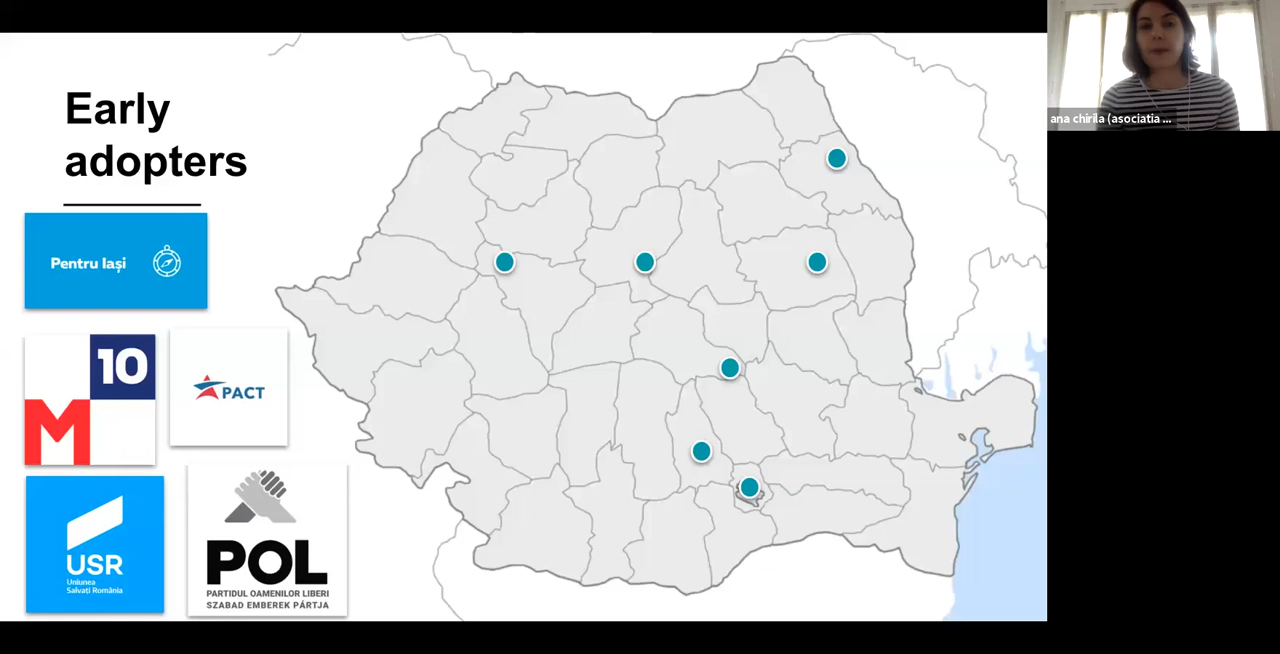 Early
adopters
Pentru Iași
10
M
PACT
USR
Uniunea
Salvați România
POL
PARTIDUL OAMENILOR LIBERI
SZABAD EMBEREK PÁRTJA
ana chirila (asociatia ...